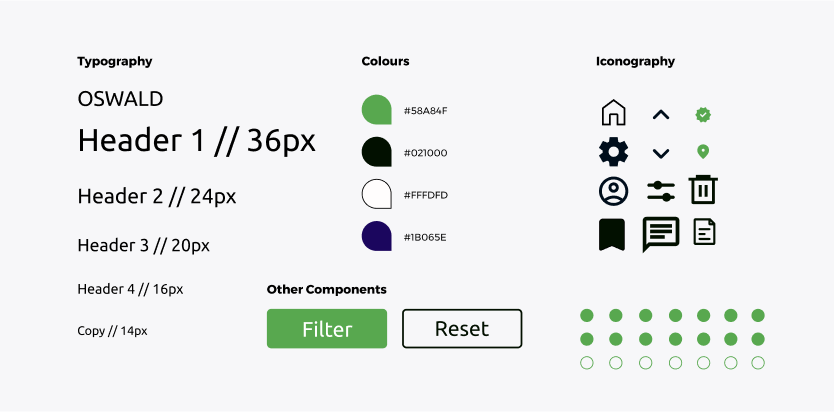 Typography
OSWALD
Header 1 // 36px
Header 2 // 24px
Header 3 // 20px
Header 4 // 16px
Copy // 14px
Colours
#58A84F
#021000
#FFFDFD
#1B065E
Iconography
Other Components
Filter
Reset